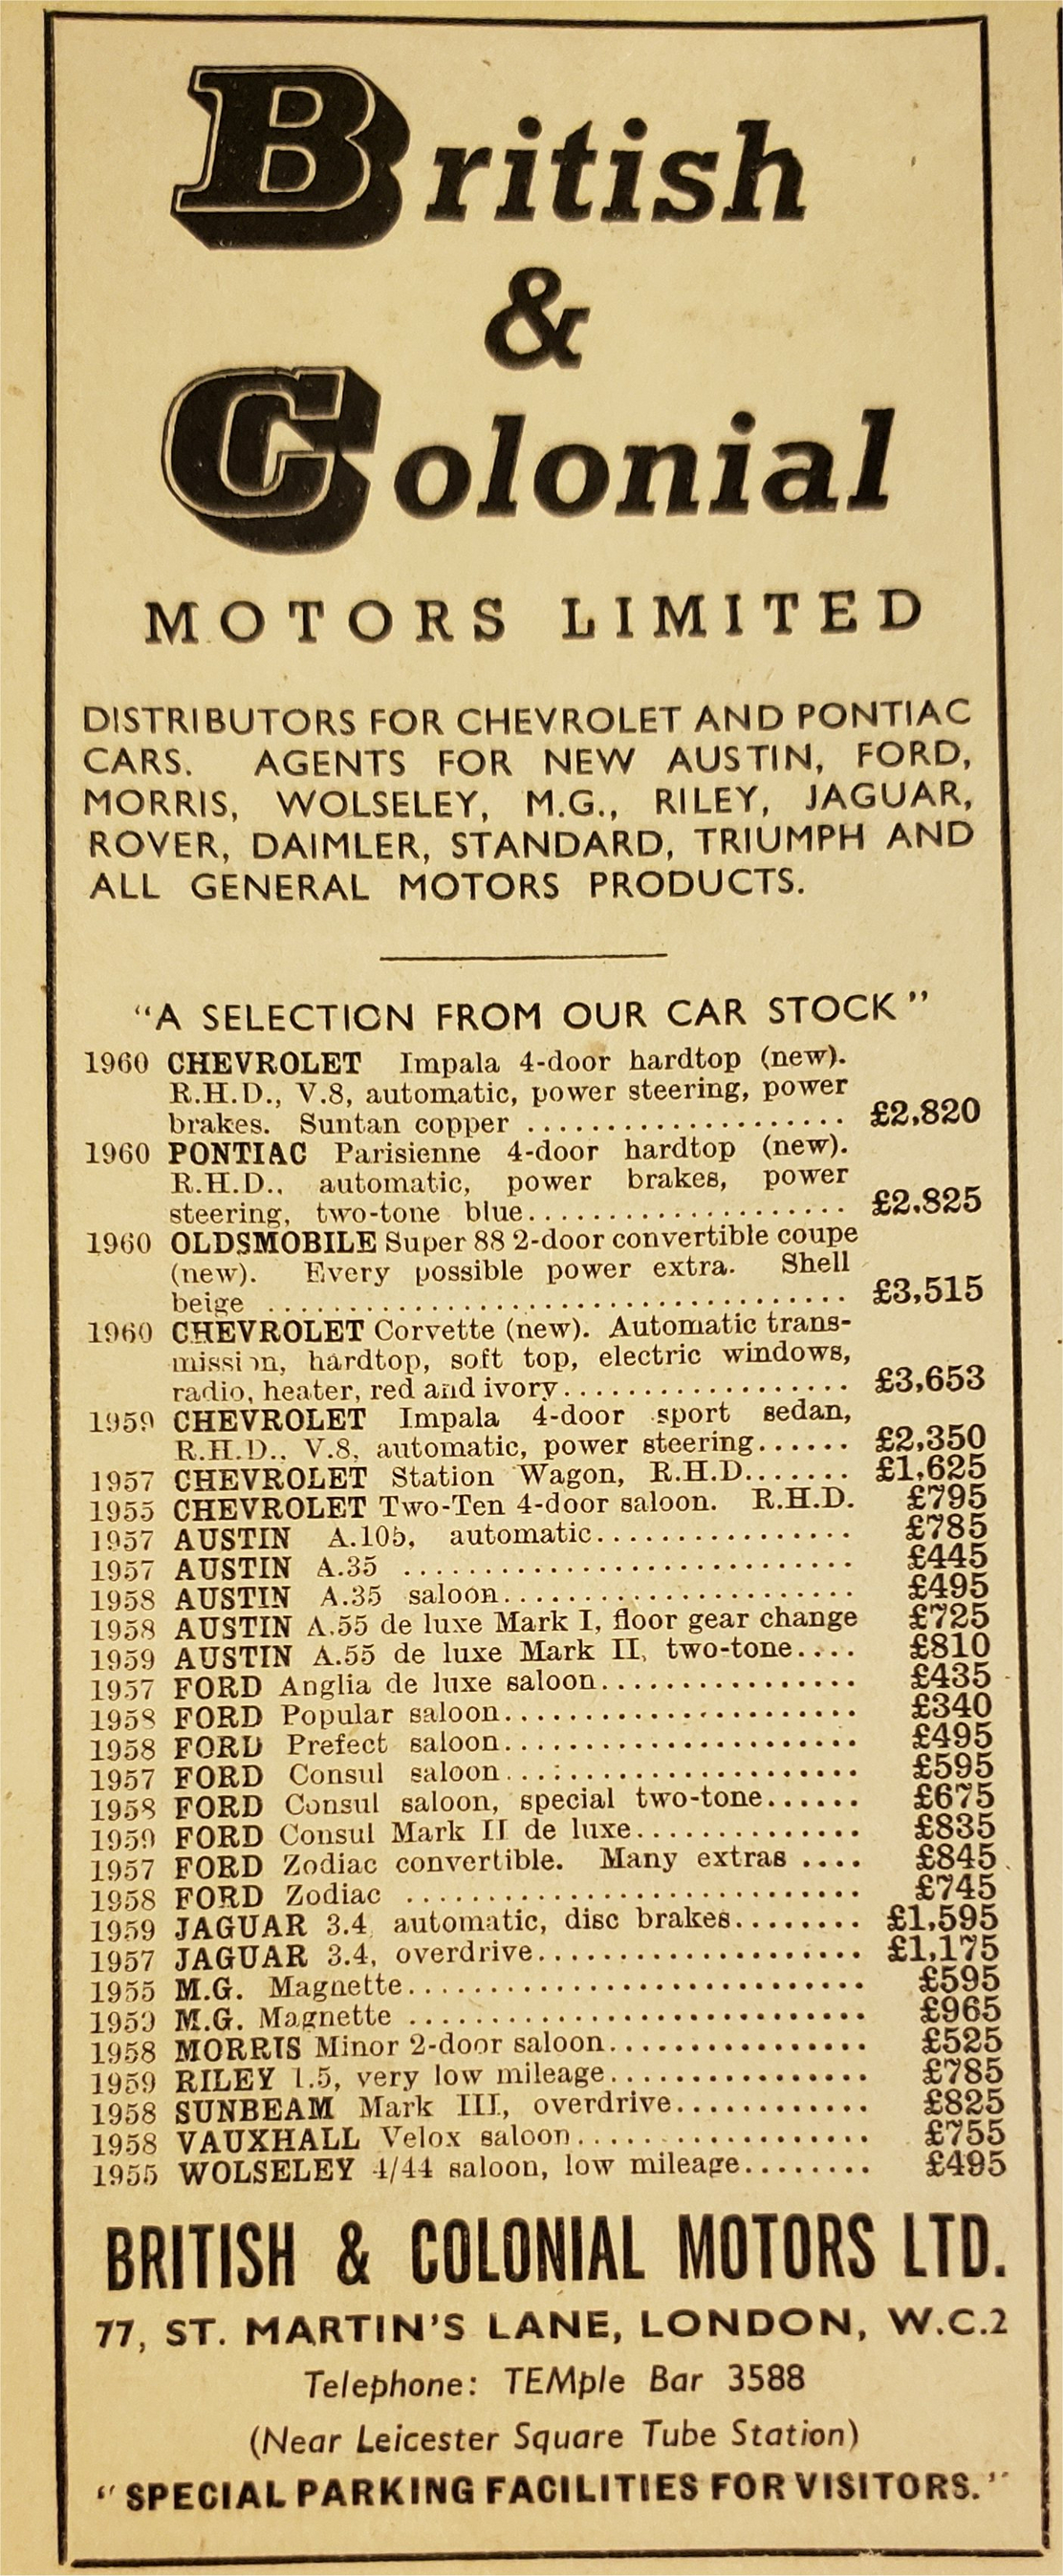 British
&
Colonial
MOTORS LIMITED
DISTRIBUTORS FOR CHEVROLET AND PONTIAC
CARS. AGENTS FOR NEW AUSTIN, FORD,
MORRIS, WOLSELEY, M.G., RILEY, JAGUAR,
ROVER, DAIMLER, STANDARD, TRIUMPH AND
ALL GENERAL MOTORS PRODUCTS.
"A SELECTION FROM OUR CAR STOCK"
1960 CHEVROLET Impala 4-door hardtop (new).
R.H.D., V.8, automatic, power steering, power
brakes. Suntan copper .................... £2,820
1960 PONTIAC Parisienne 4-door hardtop (new).
R.H.D., automatic, power brakes, power
steering, two-tone blue.................... £2,825
1960 OLDSMOBILE Super 88 2-door convertible coupe
(new). Every possible power extra. Shell
beige .................................. £3,515
1960 CHEVROLET Corvette (new). Automatic trans-
mission, hardtop, soft top, electric windows,
radio, heater, red and ivory.................. £3,653
1959 CHEVROLET Impala 4-door sport sedan,
R.H.D., V.8, automatic, power steering...... £2,350
1957 CHEVROLET Station Wagon, R.H.D....... £1,625
1955 CHEVROLET Two-Ten 4-door saloon. R.H.D. £795
1957 AUSTIN A.105, automatic................ £785
1957 AUSTIN A.35 ........................... £445
1958 AUSTIN A.35 saloon...................... £495
1958 AUSTIN A.55 de luxe Mark I, floor gear change £725
1959 AUSTIN A.55 de luxe Mark II, two-tone.... £810
1957 FORD Anglia de luxe saloon................ £435
1958 FORD Popular saloon...................... £340
1958 FORD Prefect saloon...................... £495
1957 FORD Consul saloon...................... £595
1958 FORD Consul saloon, special two-tone...... £675
1959 FORD Consul Mark II de luxe.............. £835
1957 FORD Zodiac convertible. Many extras .... £845
1958 FORD Zodiac ............................ £745
1959 JAGUAR 3.4, automatic, disc brakes........ £1,595
1957 JAGUAR 3.4, overdrive.................... £1,175
1955 M.G. Magnette............................ £595
1959 M.G. Magnette ............................ £965
1958 MORRIS Minor 2-door saloon................ £525
1959 RILEY 1.5, very low mileage................ £785
1958 SUNBEAM Mark III, overdrive............ £825
1958 VAUXHALL Velox saloon.................. £755
1955 WOLSELEY 4/44 saloon, low mileage........ £495
BRITISH & COLONIAL MOTORS LTD.
77, ST. MARTIN'S LANE, LONDON, W.C.2
Telephone: TEMple Bar 3588
(Near Leicester Square Tube Station)
"SPECIAL PARKING FACILITIES FOR VISITORS."